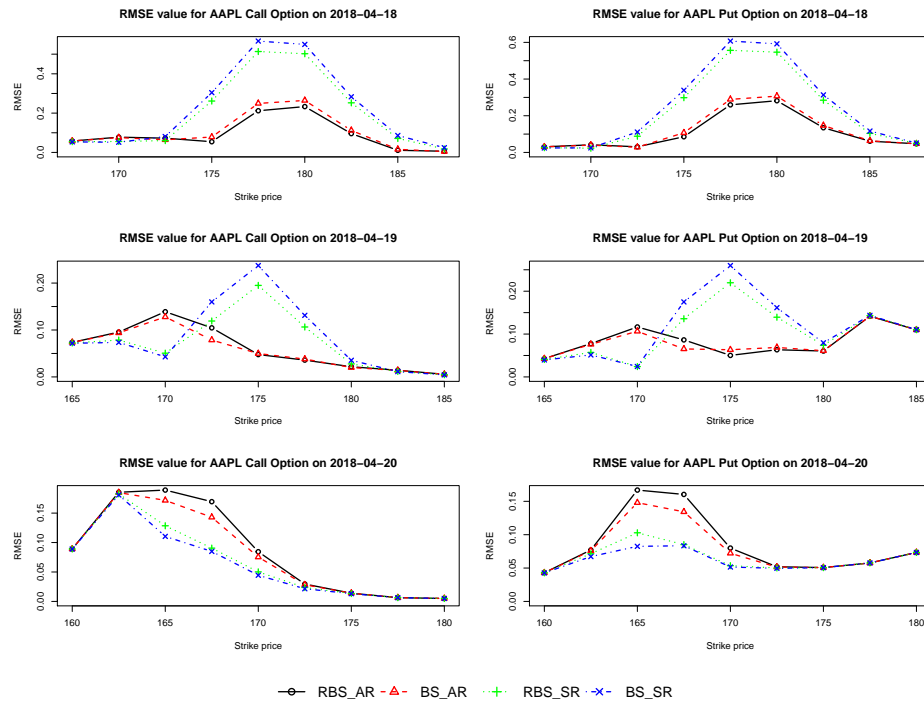 RMSE value for AAPL Call Option on 2018−04−18
RMSE
0.0 0.2 0.4
170 175 180 185
Strike price
RMSE value for AAPL Put Option on 2018−04−18
RMSE
0.0 0.2 0.4 0.6
170 175 180 185
Strike price
RMSE value for AAPL Call Option on 2018−04−19
RMSE
0.00 0.10 0.20
165 170 175 180 185
Strike price
RMSE value for AAPL Put Option on 2018−04−19
RMSE
0.00 0.10 0.20
165 170 175 180 185
Strike price
RMSE value for AAPL Call Option on 2018−04−20
RMSE
0.00 0.05 0.10 0.15
160 165 170 175 180
Strike price
RMSE value for AAPL Put Option on 2018−04−20
RMSE
0.00 0.05 0.10 0.15
160 165 170 175 180
Strike price
RBS_AR BS_AR RBS_SR BS_SR